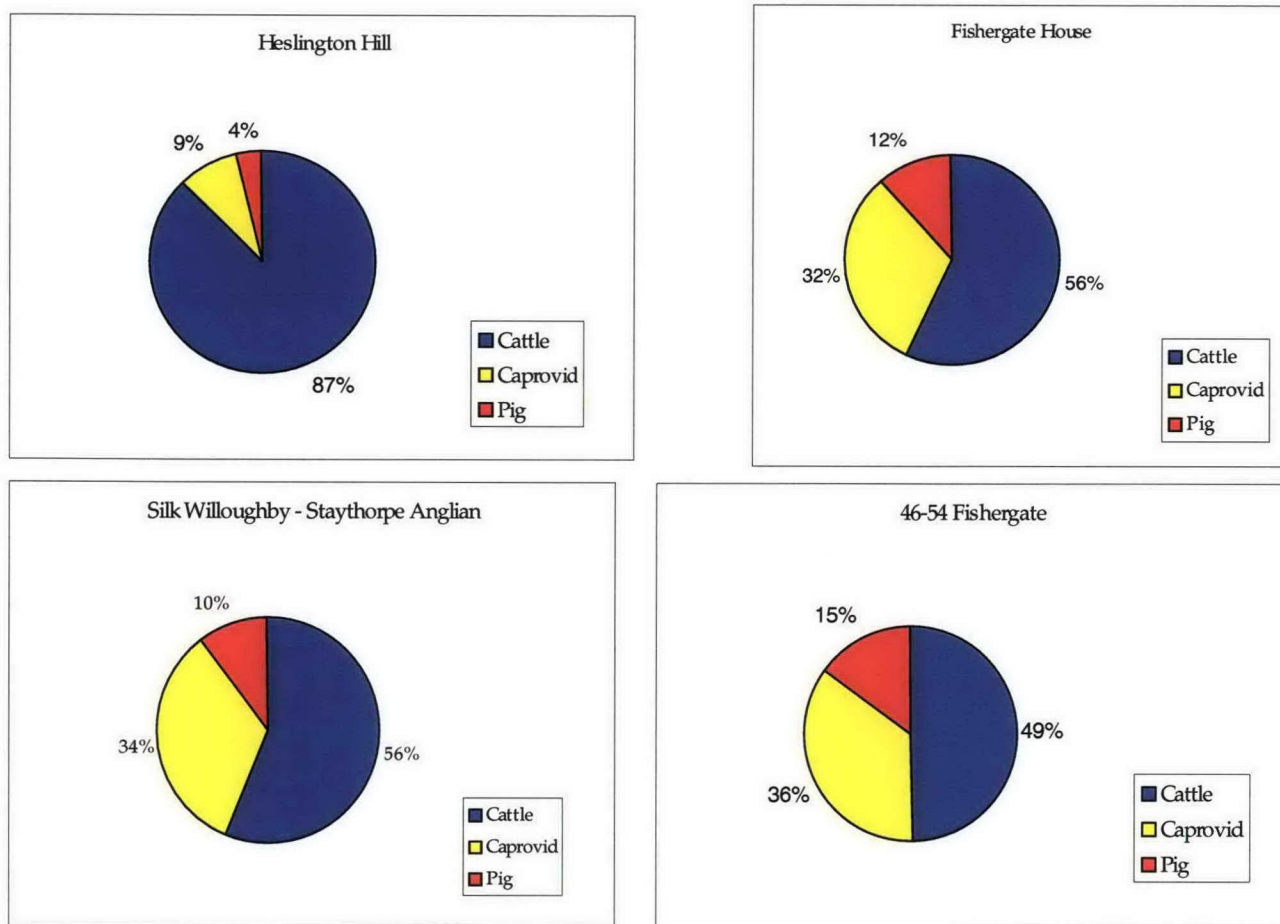 Heslington Hill
9%
4%
87%
Cattle
Caprovid
Pig
Fishergate House
12%
32%
56%
Cattle
Caprovid
Pig
Silk Willoughby - Staythorpe Anglian
10%
34%
56%
Cattle
Caprovid
Pig
46-54 Fishergate
15%
49%
36%
Cattle
Caprovid
Pig